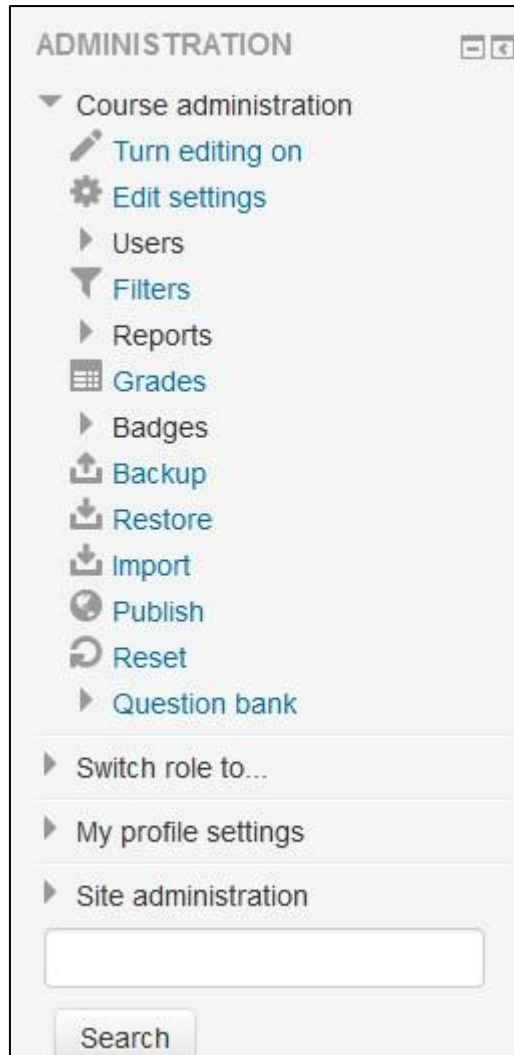 ADMINISTRATION
Course administration
Turn editing on
Edit settings
Users
Filters
Reports
Grades
Badges
Backup
Restore
Import
Publish
Reset
Question bank
Switch role to...
My profile settings
Site administration
Search